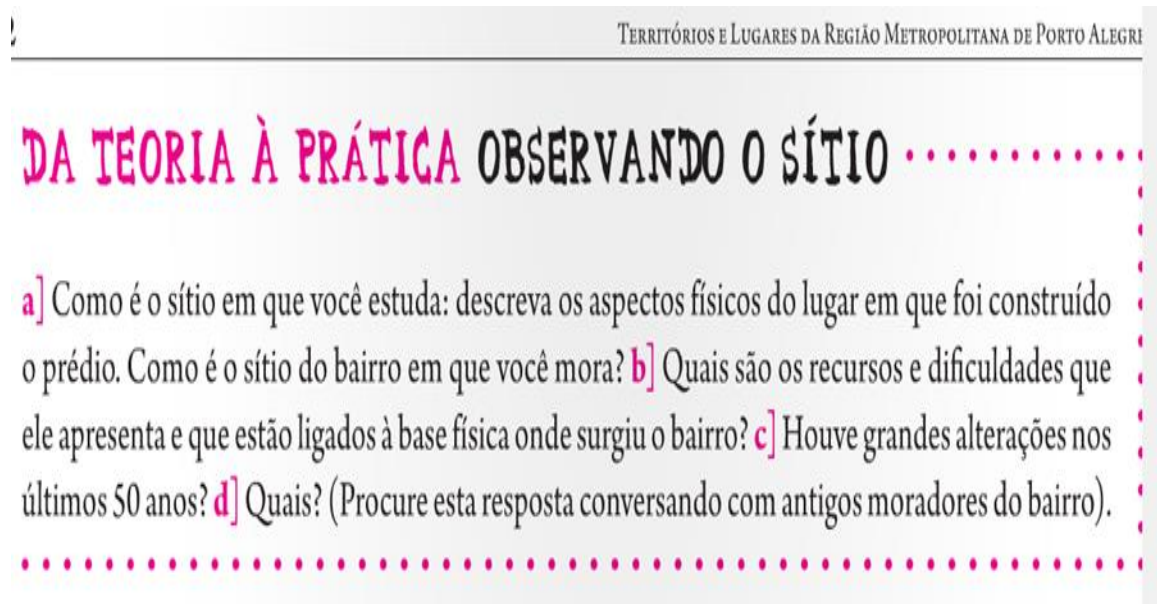 Territórios e Lugares da Região Metropolitana de Porto Alegre
DA TEORIA À PRÁTICA OBSERVANDO O SÍTIO
a] Como é o sítio em que você estuda: descreva os aspectos físicos do lugar em que foi construído
o prédio. Como é o sítio do bairro em que você mora? b] Quais são os recursos e dificuldades que
ele apresenta e que estão ligados à base física onde surgiu o bairro? c] Houve grandes alterações nos
últimos 50 anos? d] Quais? (Procure esta resposta conversando com antigos moradores do bairro).